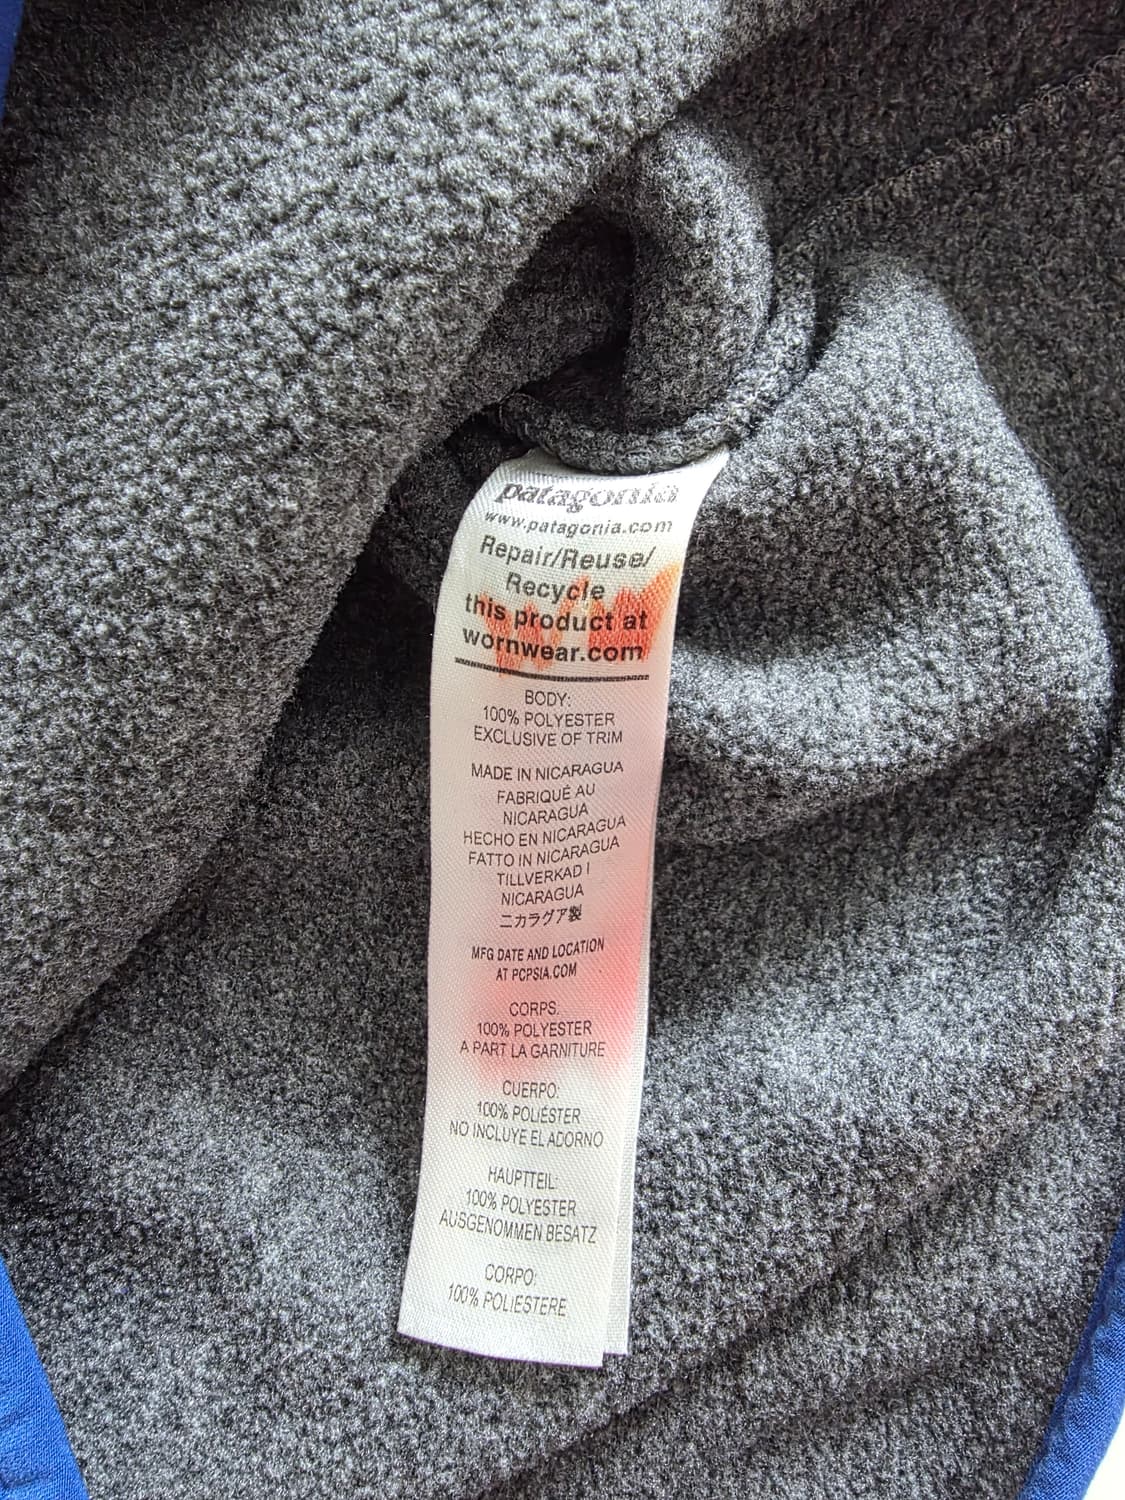 patagonia
www.patagonia.com
Repair/Reuse/
Recycle
this product at
wornwear.com
BODY:
100% POLYESTER
EXCLUSIVE OF TRIM
MADE IN NICARAGUA
FABRIQUÉ AU
NICARAGUA
HECHO EN NICARAGUA
FATTO IN NICARAGUA
TILLVERKAD I
NICARAGUA
ニカラグア製
MFG DATE AND LOCATION
AT PCPSIA.COM
CORPS:
100% POLYESTER
A PART LA GARNITURE
CUERPO:
100% POLIÉSTER
NO INCLUYE EL ADORNO
HAUPTTEIL:
100% POLYESTER
AUSGENOMMEN BESATZ
CORPO:
100% POLIESTERE